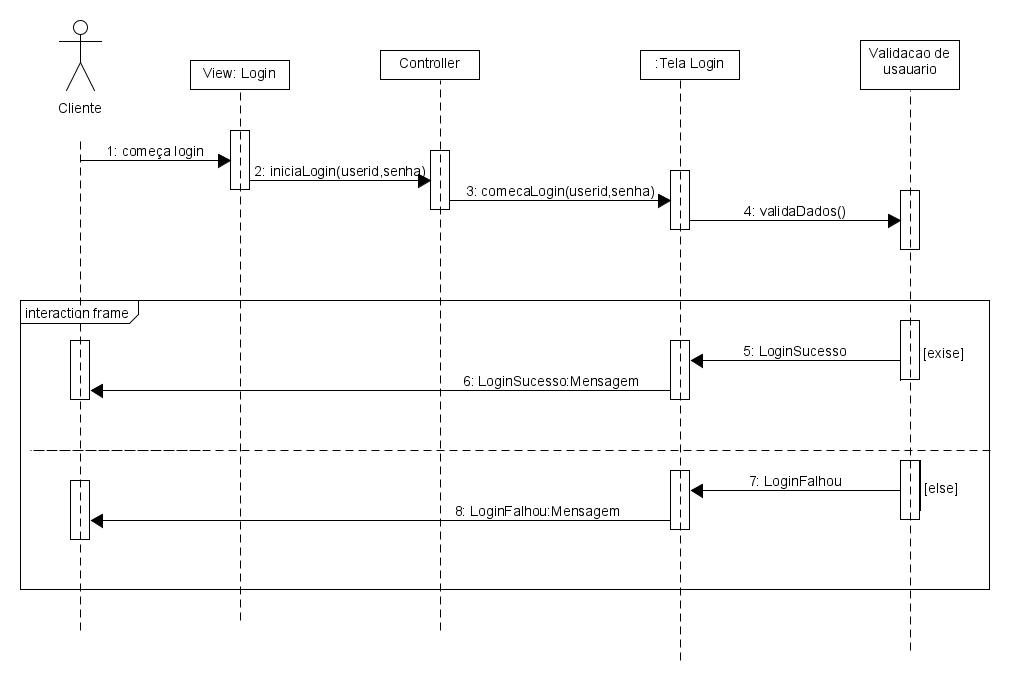 Cliente
View: Login
Controller
:Tela Login
Validacao de
usauario
1: começa login
2: iniciaLogin(userid,senha)
3: comecaLogin(userid,senha)
4: validaDados()
interaction frame
5: LoginSucesso
[exise]
6: LoginSucesso:Mensagem
7: LoginFalhou
[else]
8: LoginFalhou:Mensagem